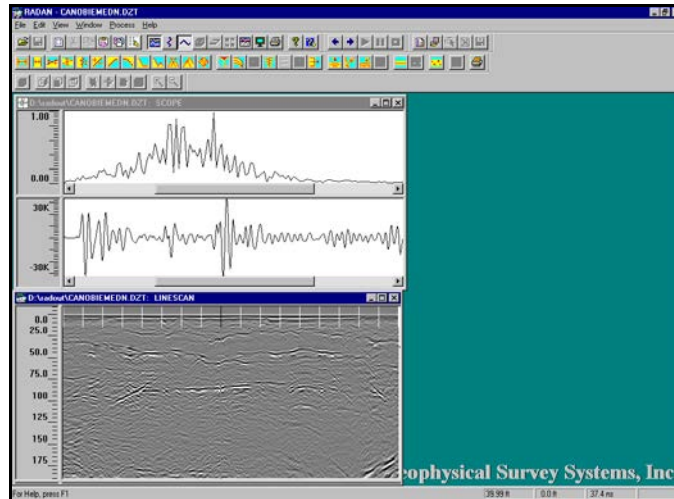 RADAN - CANOBIEMEDN.DZT
File Edit View Window Process Help
D:\radout\CANOBIEMEDN.DZT: SCOPE
1.00
0.00
30K
-30K
D:\radout\CANOBIEMEDN.DZT: LINESCAN
0.0
25.0
50.0
75.0
100
125
150
175
eophysical Survey Systems, Inc
For Help, press F1
39.99 ft 0.0 ft 37.4 ns